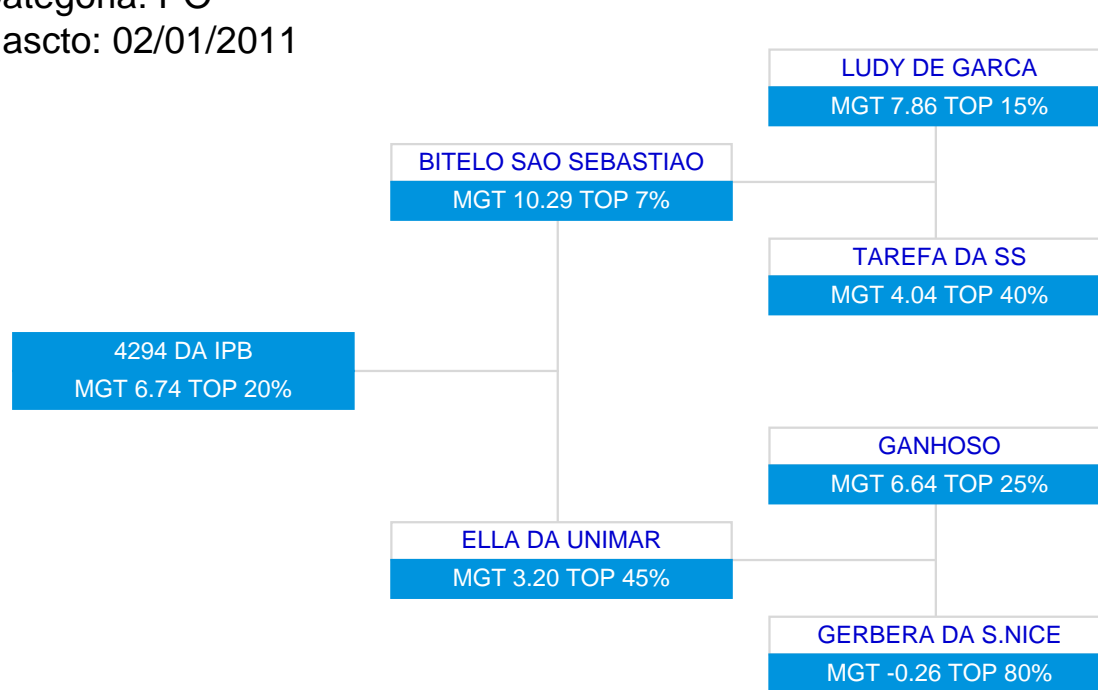 ascto: 02/01/2011
LUDY DE GARCA
MGT 7.86 TOP 15%
BITELO SAO SEBASTIAO
MGT 10.29 TOP 7%
TAREFA DA SS
MGT 4.04 TOP 40%
4294 DA IPB
MGT 6.74 TOP 20%
GANHOSO
MGT 6.64 TOP 25%
ELLA DA UNIMAR
MGT 3.20 TOP 45%
GERBERA DA S.NICE
MGT -0.26 TOP 80%